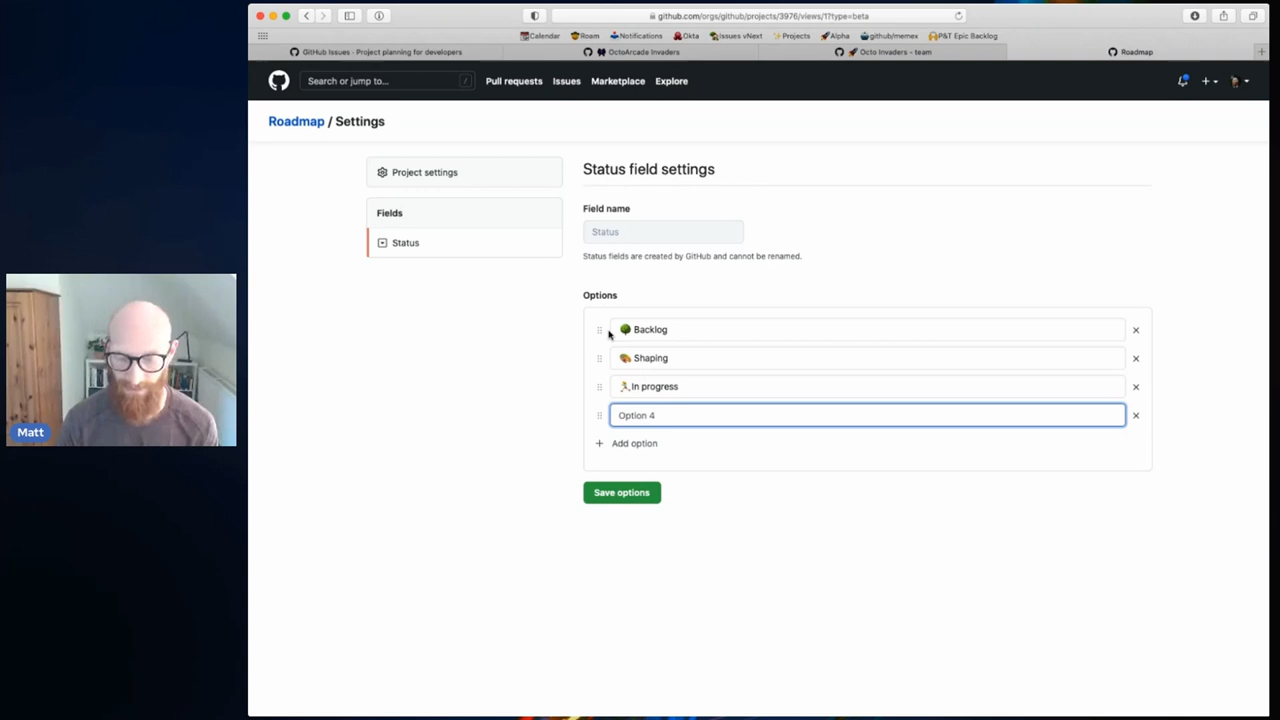 github.com/orgs/github/projects/3976/views/1?type=beta
Calendar Roam Notifications Okta Issues vNext Projects Alpha github/memex P&T Epic Backlog
GitHub Issues · Project planning for developers OctoArcade Invaders Octo Invaders - team Roadmap
Search or jump to... / Pull requests Issues Marketplace Explore
Roadmap / Settings
Project settings
Fields
Status
Status field settings
Field name
Status
Status fields are created by GitHub and cannot be renamed.
Options
🌳 Backlog
🎨 Shaping
🏃In progress
Option 4
+ Add option
Save options
Matt